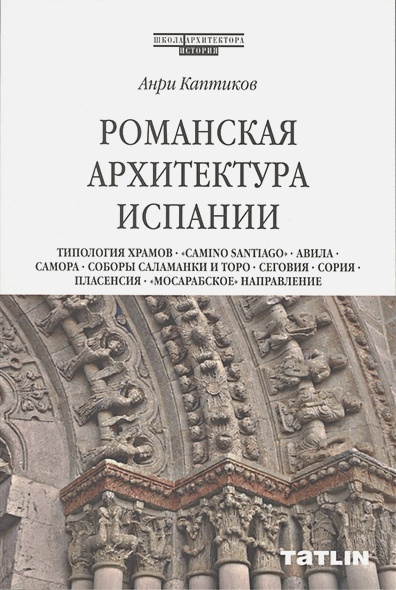 ШКОЛА АРХИТЕКТОРА
ИСТОРИЯ
Анри Каптиков
РОМАНСКАЯ
АРХИТЕКТУРА
ИСПАНИИ
ТИПОЛОГИЯ ХРАМОВ · «CAMINO SANTIAGO» · АВИЛА ·
САМОРА · СОБОРЫ САЛАМАНКИ И ТОРО · СЕГОВИЯ · СОРИЯ ·
ПЛАСЕНСИЯ · «МОСАРАБСКОЕ» НАПРАВЛЕНИЕ
TATLIN